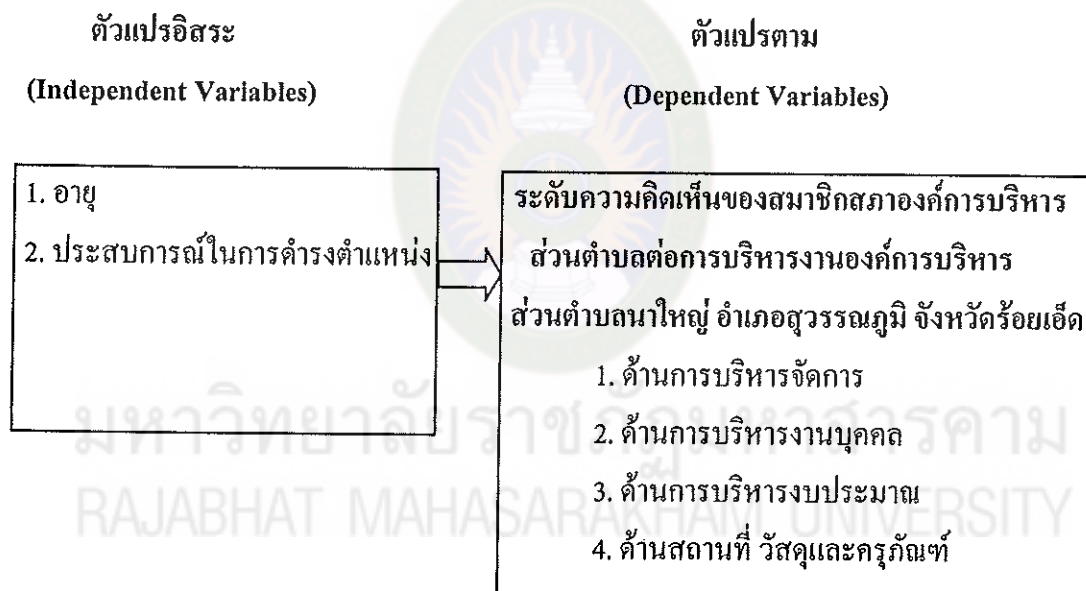 ตัวแปรอิสระ
(Independent Variables)
ตัวแปรตาม
(Dependent Variables)
1. อายุ
2. ประสบการณ์ในการดำรงตำแหน่ง
ระดับความคิดเห็นของสมาชิกสภาองค์การบริหาร
ส่วนตำบลต่อการบริหารงานองค์การบริหาร
ส่วนตำบลนาใหญ่ อำเภอสุวรรณภูมิ จังหวัดร้อยเอ็ด
1. ด้านการบริหารจัดการ
2. ด้านการบริหารงานบุคคล
3. ด้านการบริหารงบประมาณ
4. ด้านสถานที่ วัสดุและครุภัณฑ์
มหาวิทยาลัยราชภัฏมหาสารคาม
RAJABHAT MAHASARAKHAM UNIVERSITY